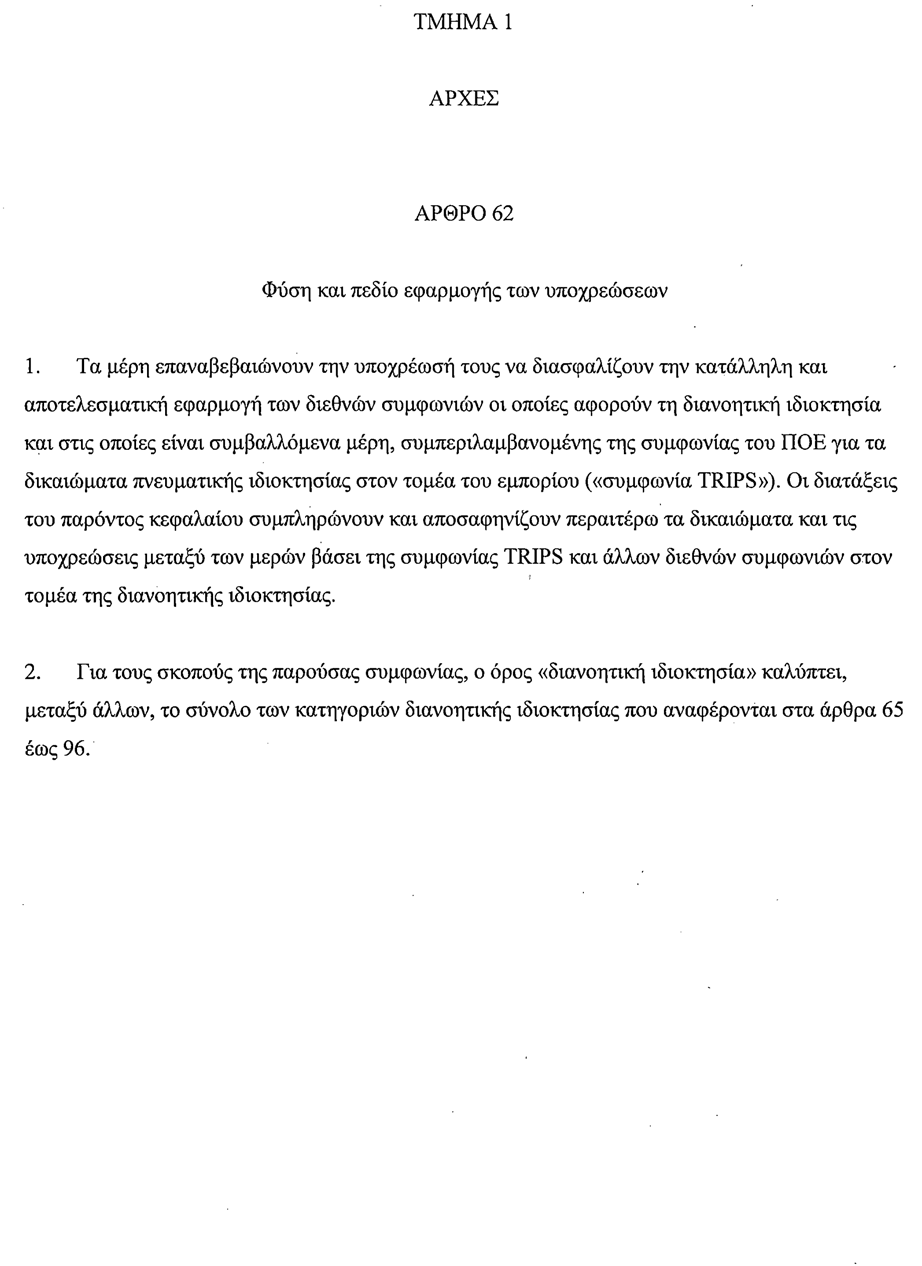 ΤΜΗΜΑ 1
ΑΡΧΕΣ
ΑΡΘΡΟ 62
Φύση και πεδίο εφαρμογής των υποχρεώσεων
1. Τα μέρη επαναβεβαιώνουν την υποχρέωσή τους να διασφαλίζουν την κατάλληλη και
αποτελεσματική εφαρμογή των διεθνών συμφωνιών οι οποίες αφορούν τη διανοητική ιδιοκτησία
και στις οποίες είναι συμβαλλόμενα μέρη, συμπεριλαμβανομένης της συμφωνίας του ΠΟΕ για τα
δικαιώματα πνευματικής ιδιοκτησίας στον τομέα του εμπορίου («συμφωνία TRIPS»). Οι διατάξεις
του παρόντος κεφαλαίου συμπληρώνουν και αποσαφηνίζουν περαιτέρω τα δικαιώματα και τις
υποχρεώσεις μεταξύ των μερών βάσει της συμφωνίας TRIPS και άλλων διεθνών συμφωνιών στον
τομέα της διανοητικής ιδιοκτησίας.
2. Για τους σκοπούς της παρούσας συμφωνίας, ο όρος «διανοητική ιδιοκτησία» καλύπτει,
μεταξύ άλλων, το σύνολο των κατηγοριών διανοητικής ιδιοκτησίας που αναφέρονται στα άρθρα 65
έως 96.